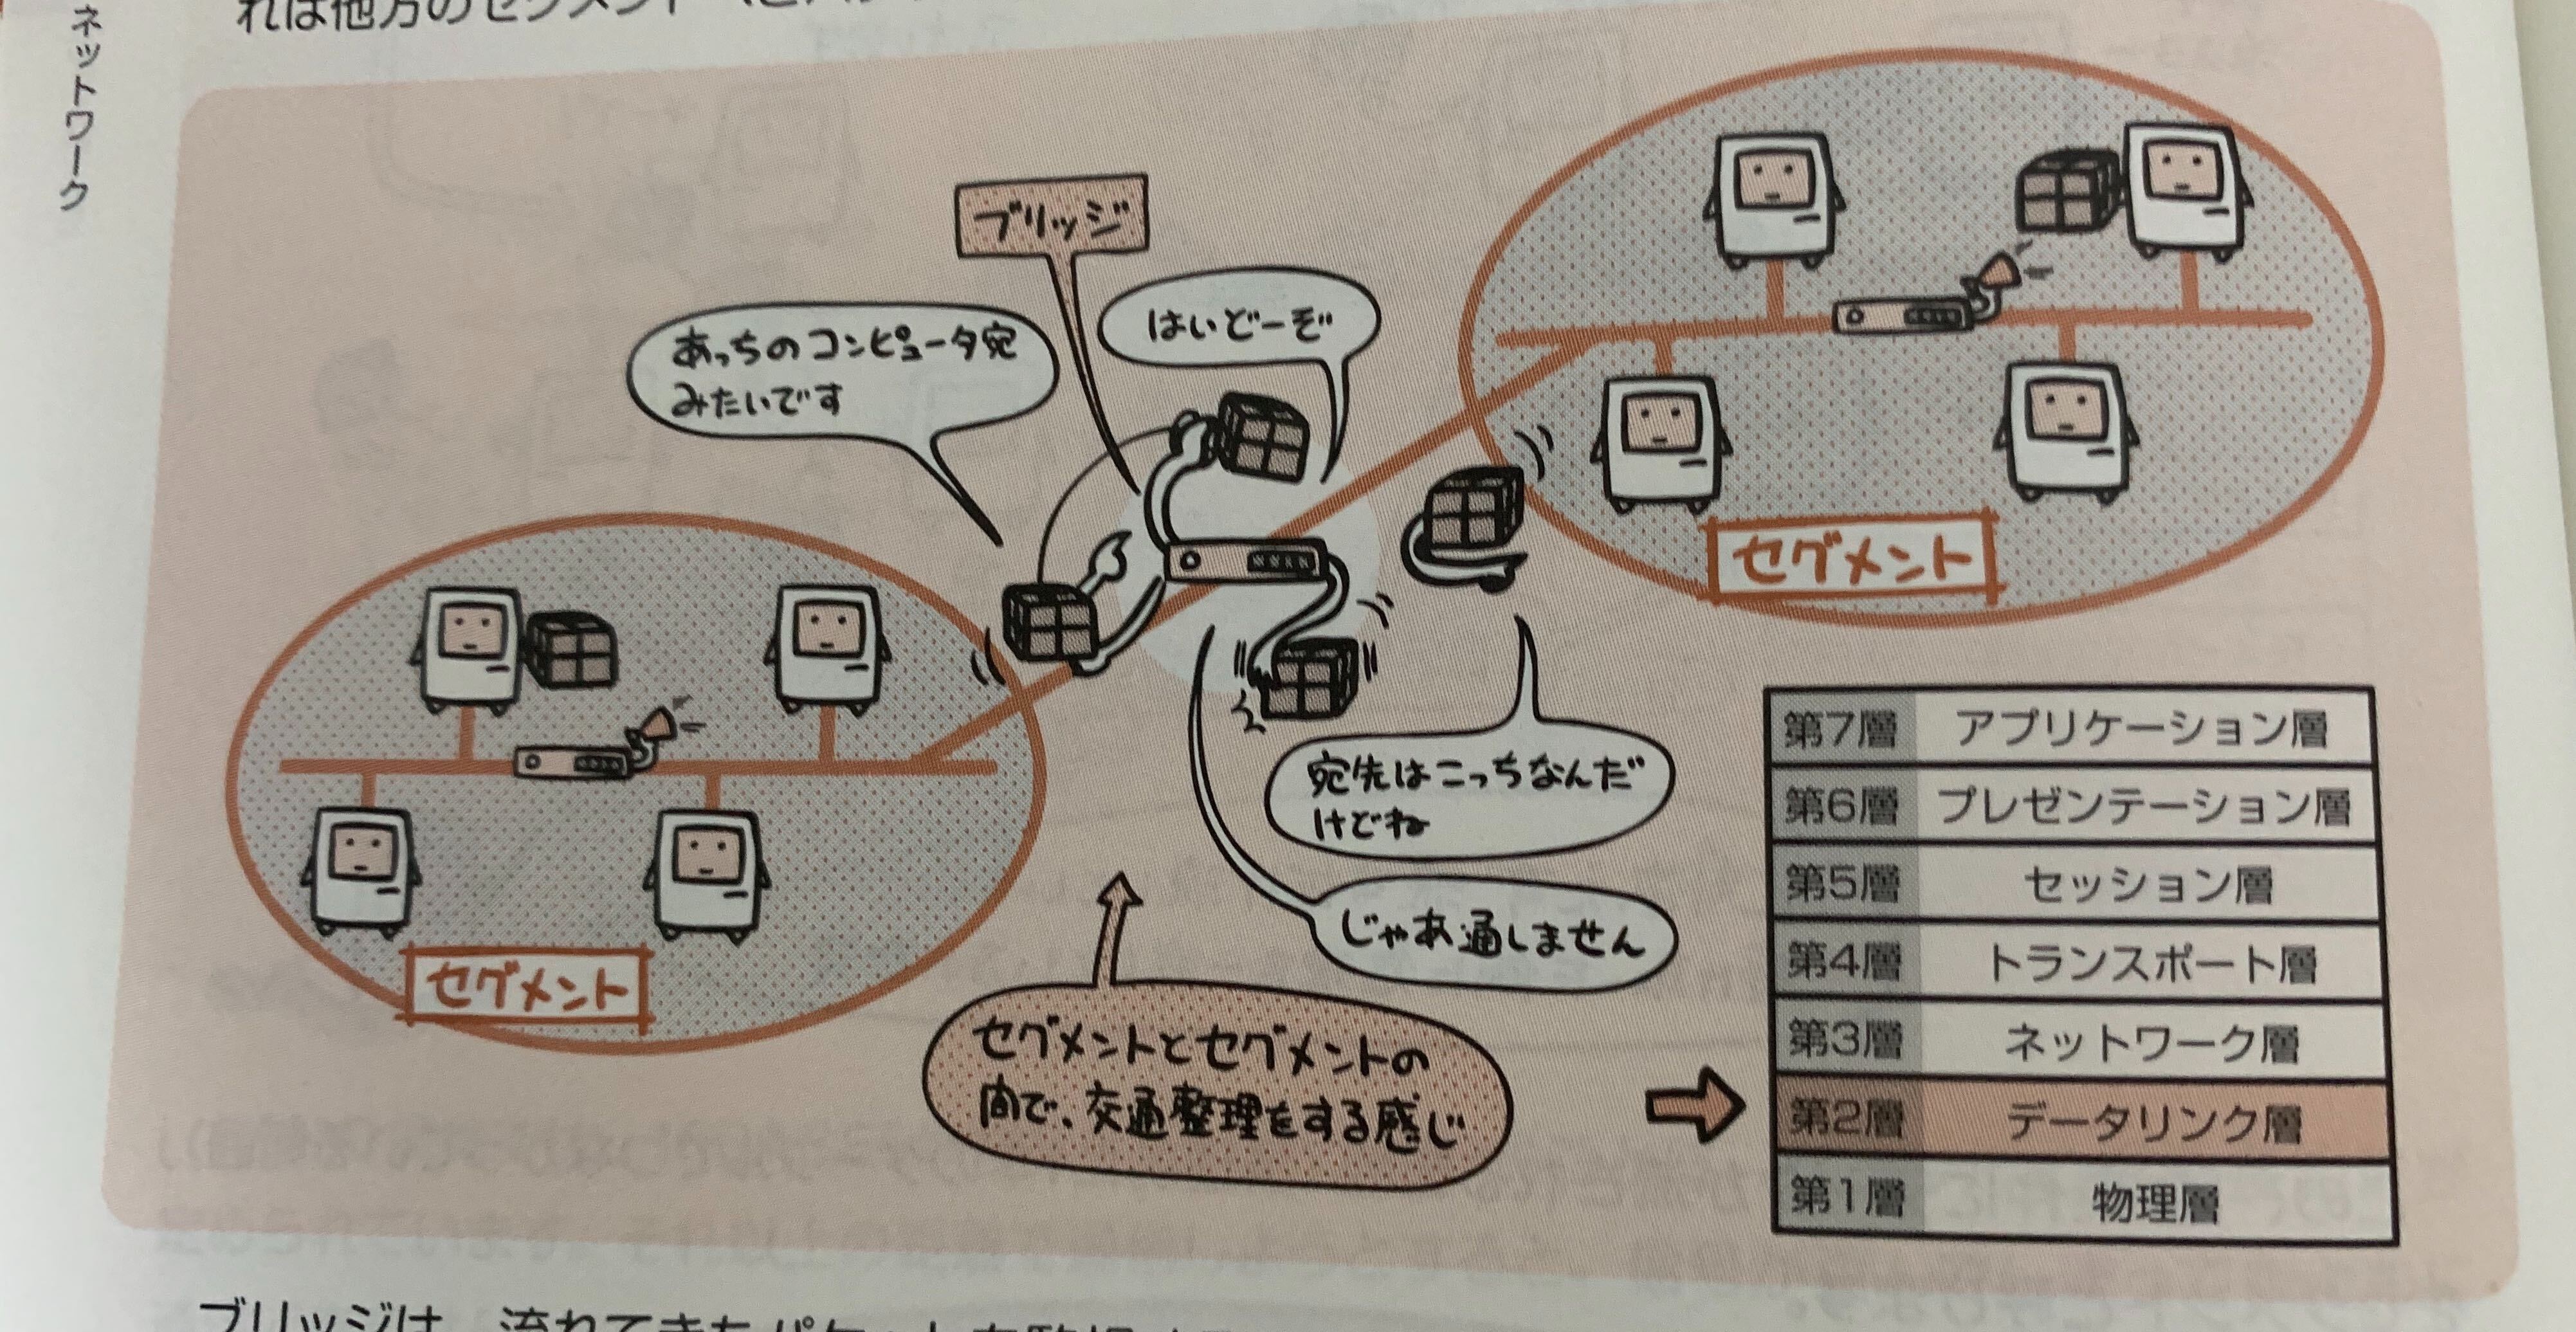 ネットワーク
れは他方のセグメントへ
ブリッジ
はいどーぞ
あっちのコンピュータ宛
みたいです
セグメント
宛先はこっちなんだ
けどね
じゃあ通しません
セグメント
セグメントとセグメントの
間で、交通整理をする感じ
第7層 アプリケーション層
第6層 プレゼンテーション層
第5層 セッション層
第4層 トランスポート層
第3層 ネットワーク層
第2層 データリンク層
第1層 物理層
ブリッジは、流れてきたパケット